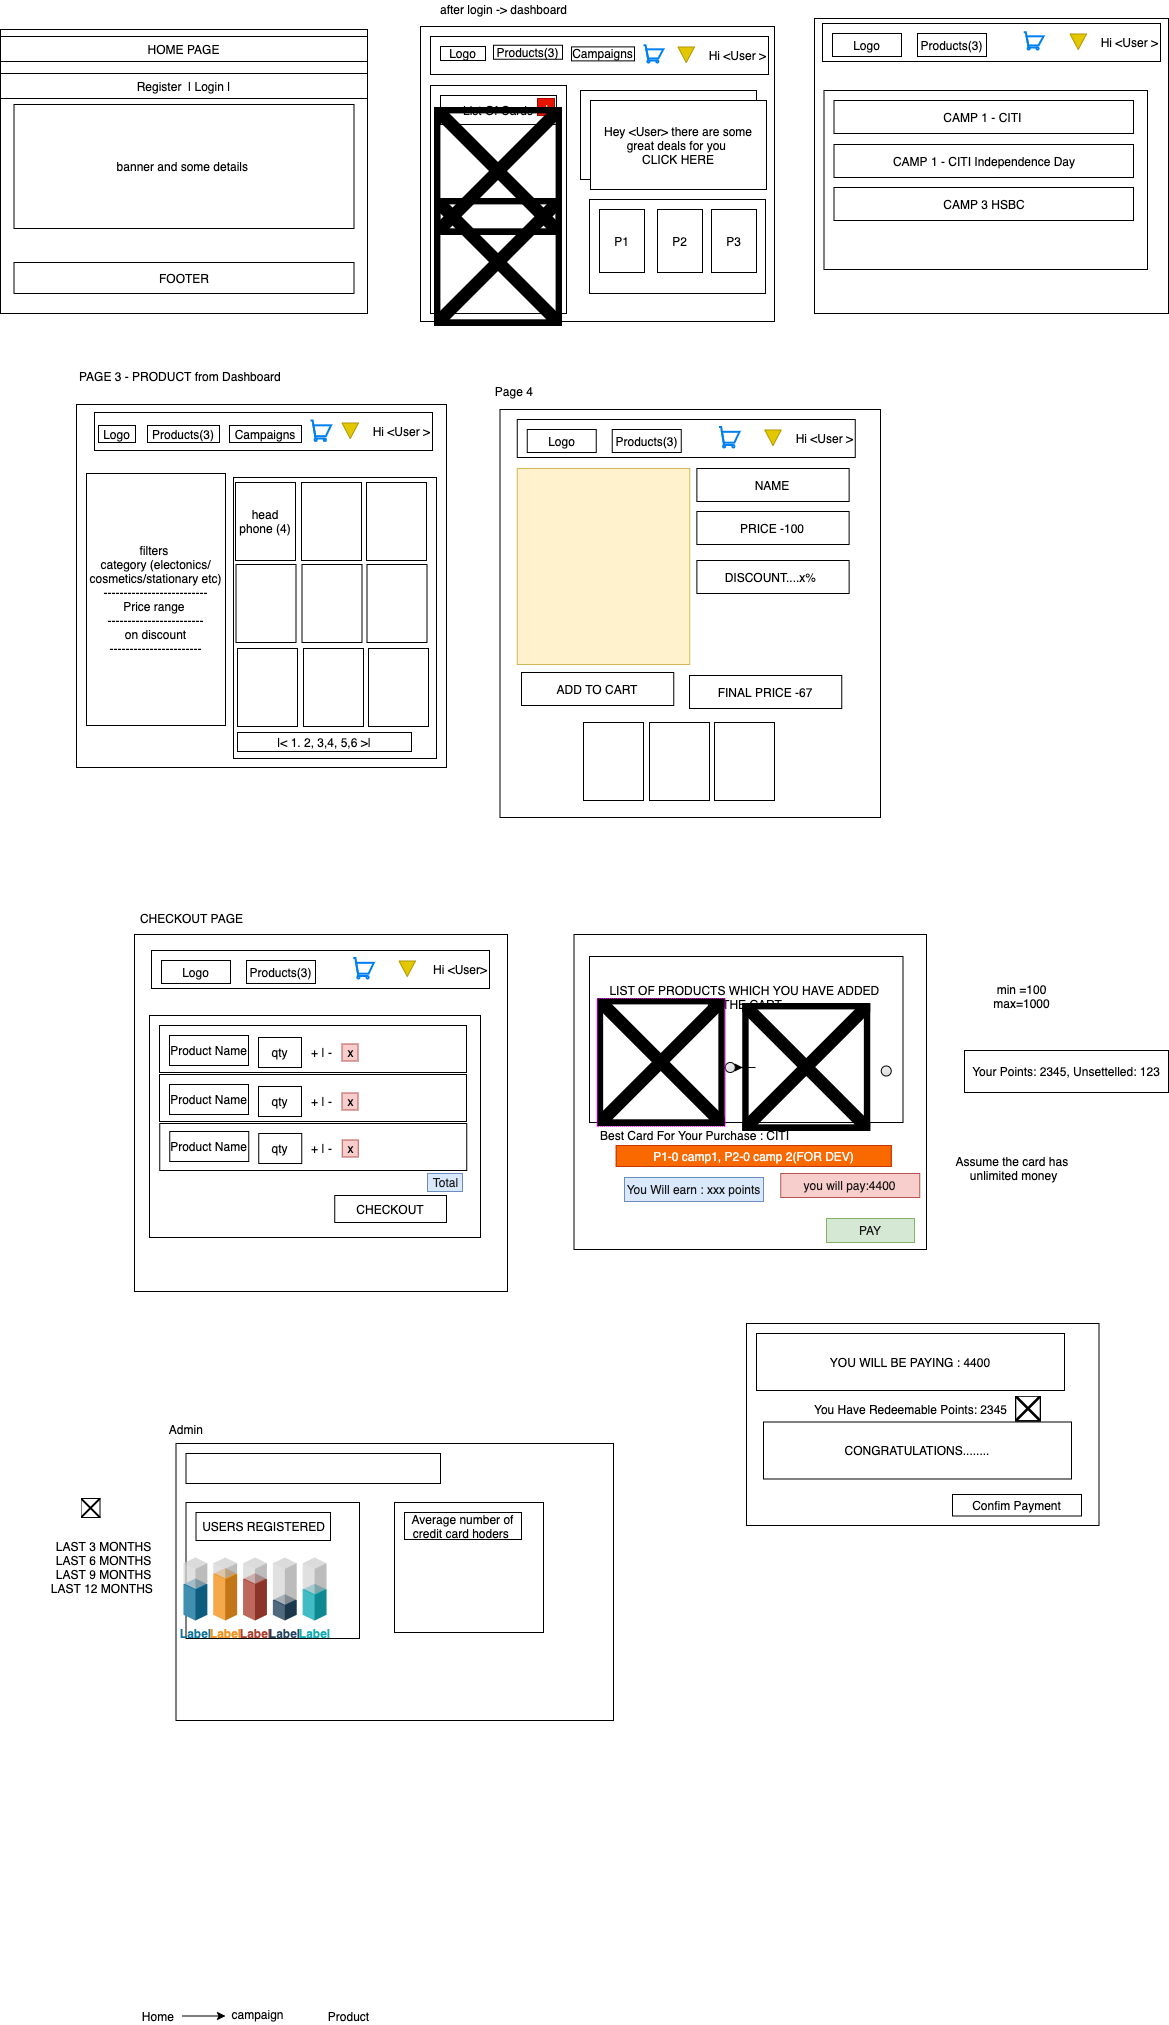 after login -> dashboard
HOME PAGE
Register | Login |
banner and some details
FOOTER
Logo
Products(3)
Campaigns
Hi <User >
List Of Cards
Hey <User> there are some
great deals for you
CLICK HERE
P1
P2
P3
Logo
Products(3)
Hi <User >
CAMP 1 - CITI
CAMP 1 - CITI Independence Day
CAMP 3 HSBC
PAGE 3 - PRODUCT from Dashboard
Logo
Products(3)
Campaigns
Hi <User >
filters
category (electonics/
cosmetics/stationary etc)
--------------------------
Price range
------------------------
on discount
-----------------------
head
phone (4)
|< 1. 2, 3,4, 5,6 >|
Page 4
Logo
Products(3)
Hi <User >
NAME
PRICE -100
DISCOUNT....x%
ADD TO CART
FINAL PRICE -67
CHECKOUT PAGE
Logo
Products(3)
Hi <User>
Product Name
qty
+ | -
x
Product Name
qty
+ | -
x
Product Name
qty
+ | -
x
Total
CHECKOUT
LIST OF PRODUCTS WHICH YOU HAVE ADDED
THE CART
Best Card For Your Purchase : CITI
P1-0 camp1, P2-0 camp 2(FOR DEV)
You Will earn : xxx points
you will pay:4400
PAY
min =100
max=1000
Your Points: 2345, Unsettelled: 123
Assume the card has
unlimited money
YOU WILL BE PAYING : 4400
You Have Redeemable Points: 2345
CONGRATULATIONS........
Confim Payment
Admin
USERS REGISTERED
Average number of
credit card hoders
LAST 3 MONTHS
LAST 6 MONTHS
LAST 9 MONTHS
LAST 12 MONTHS
Label
Label
Label
Label
Label
Home
campaign
Product